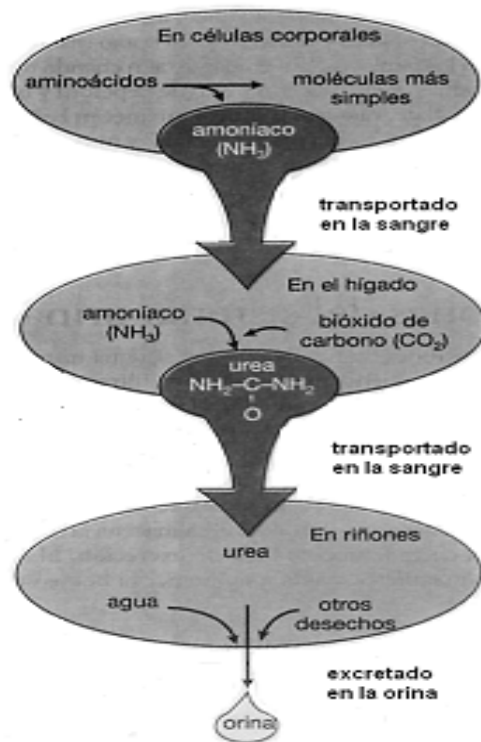 En células corporales
aminoácidos
moléculas más
simples
amoníaco
(NH₃)
transportado
en la sangre
En el hígado
amoníaco
(NH₃)
bíóxido de
carbono (CO₂)
urea
NH₂–C–NH₂
O
transportado
en la sangre
En riñones
urea
agua
otros
desechos
excretado
en la orina
orina